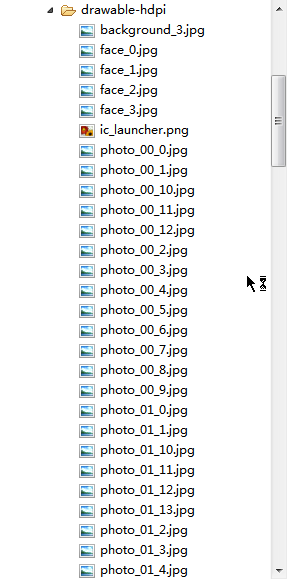 drawable-hdpi
background_3.jpg
face_0.jpg
face_1.jpg
face_2.jpg
face_3.jpg
ic_launcher.png
photo_00_0.jpg
photo_00_1.jpg
photo_00_10.jpg
photo_00_11.jpg
photo_00_12.jpg
photo_00_2.jpg
photo_00_3.jpg
photo_00_4.jpg
photo_00_5.jpg
photo_00_6.jpg
photo_00_7.jpg
photo_00_8.jpg
photo_00_9.jpg
photo_01_0.jpg
photo_01_1.jpg
photo_01_10.jpg
photo_01_11.jpg
photo_01_12.jpg
photo_01_13.jpg
photo_01_2.jpg
photo_01_3.jpg
photo_01_4.jpg